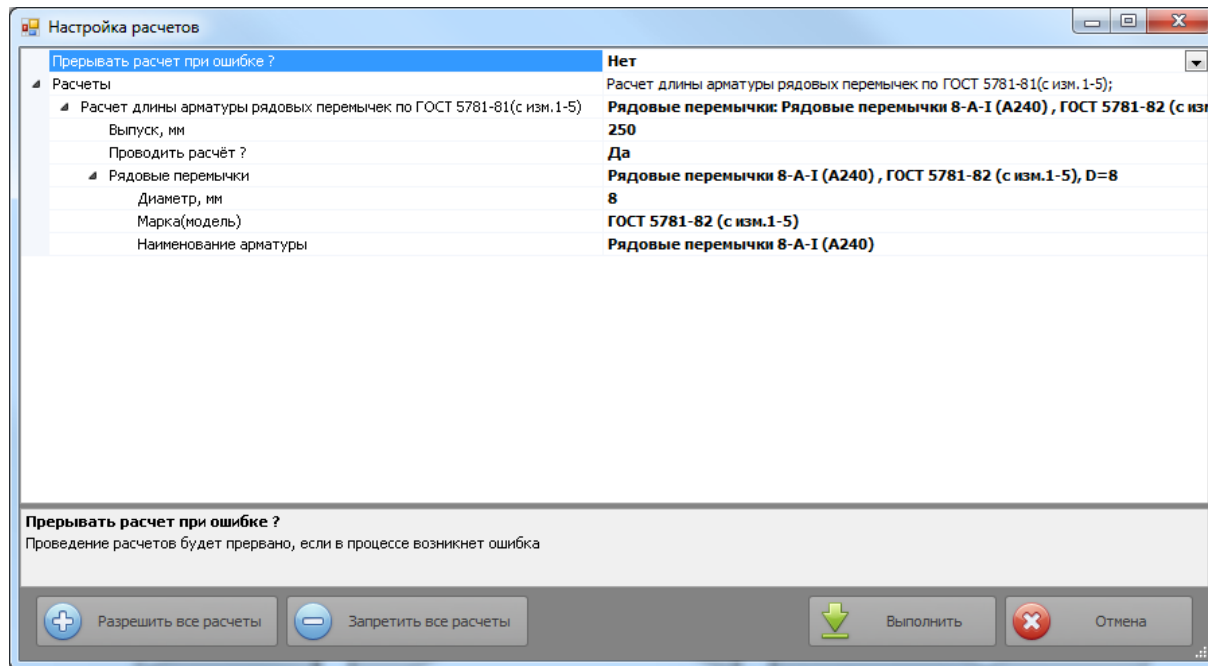 Настройка расчетов
Прерывать расчет при ошибке ? Нет
Расчеты Расчет длины арматуры рядовых перемычек по ГОСТ 5781-81(с изм.1-5);
Расчет длины арматуры рядовых перемычек по ГОСТ 5781-81(с изм.1-5) Рядовые перемычки: Рядовые перемычки 8-A-I (A240) , ГОСТ 5781-82 (с изм
Выпуск, мм 250
Проводить расчёт ? Да
Рядовые перемычки Рядовые перемычки 8-A-I (A240) , ГОСТ 5781-82 (с изм.1-5), D=8
Диаметр, мм 8
Марка(модель) ГОСТ 5781-82 (с изм.1-5)
Наименование арматуры Рядовые перемычки 8-A-I (A240)
Прерывать расчет при ошибке ?
Проведение расчетов будет прервано, если в процессе возникнет ошибка
Разрешить все расчеты Запретить все расчеты Выполнить Отмена